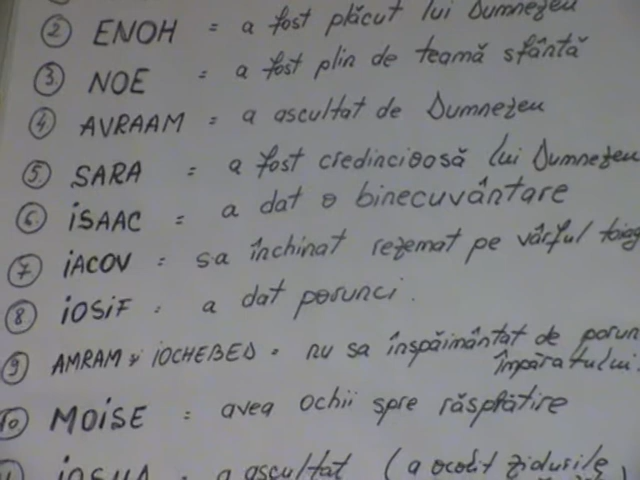 ② ENOH = a fost plăcut lui Dumnezeu
③ NOE = a fost plin de teamă sfântă
④ AVRAAM = a ascultat de Dumnezeu
⑤ SARA = a fost credincioasă lui Dumnezeu
⑥ iSAAC = a dat o binecuvântare
⑦ iACOV = s-a închinat rezemat pe vârful toiag
⑧ iOSiF = a dat porunci.
⑨ AMRAM și iOCHEBED = nu sa înspăimântat de porun
împăratului.
⑩ MOiSE = avea ochii spre răsplătire
iOSUA = a ascultat (a ocolit zidurile)